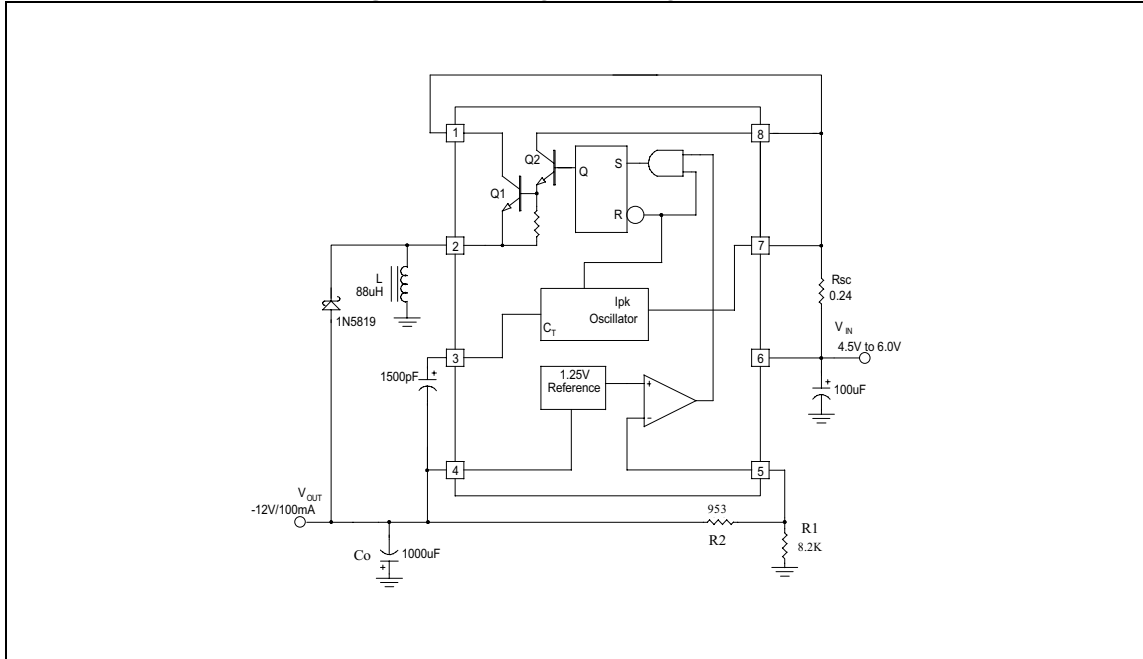 1
8
Q2
Q
S
Q1
R
2
7
L
88uH
Rsc
0.24
Ipk
Oscillator
CT
1N5819
VIN
4.5V to 6.0V
3
6
1500pF
+
1.25V
Reference
+
+
100uF
−
4
5
VOUT
-12V/100mA
953
R2
R1
8.2K
Co
1000uF
+